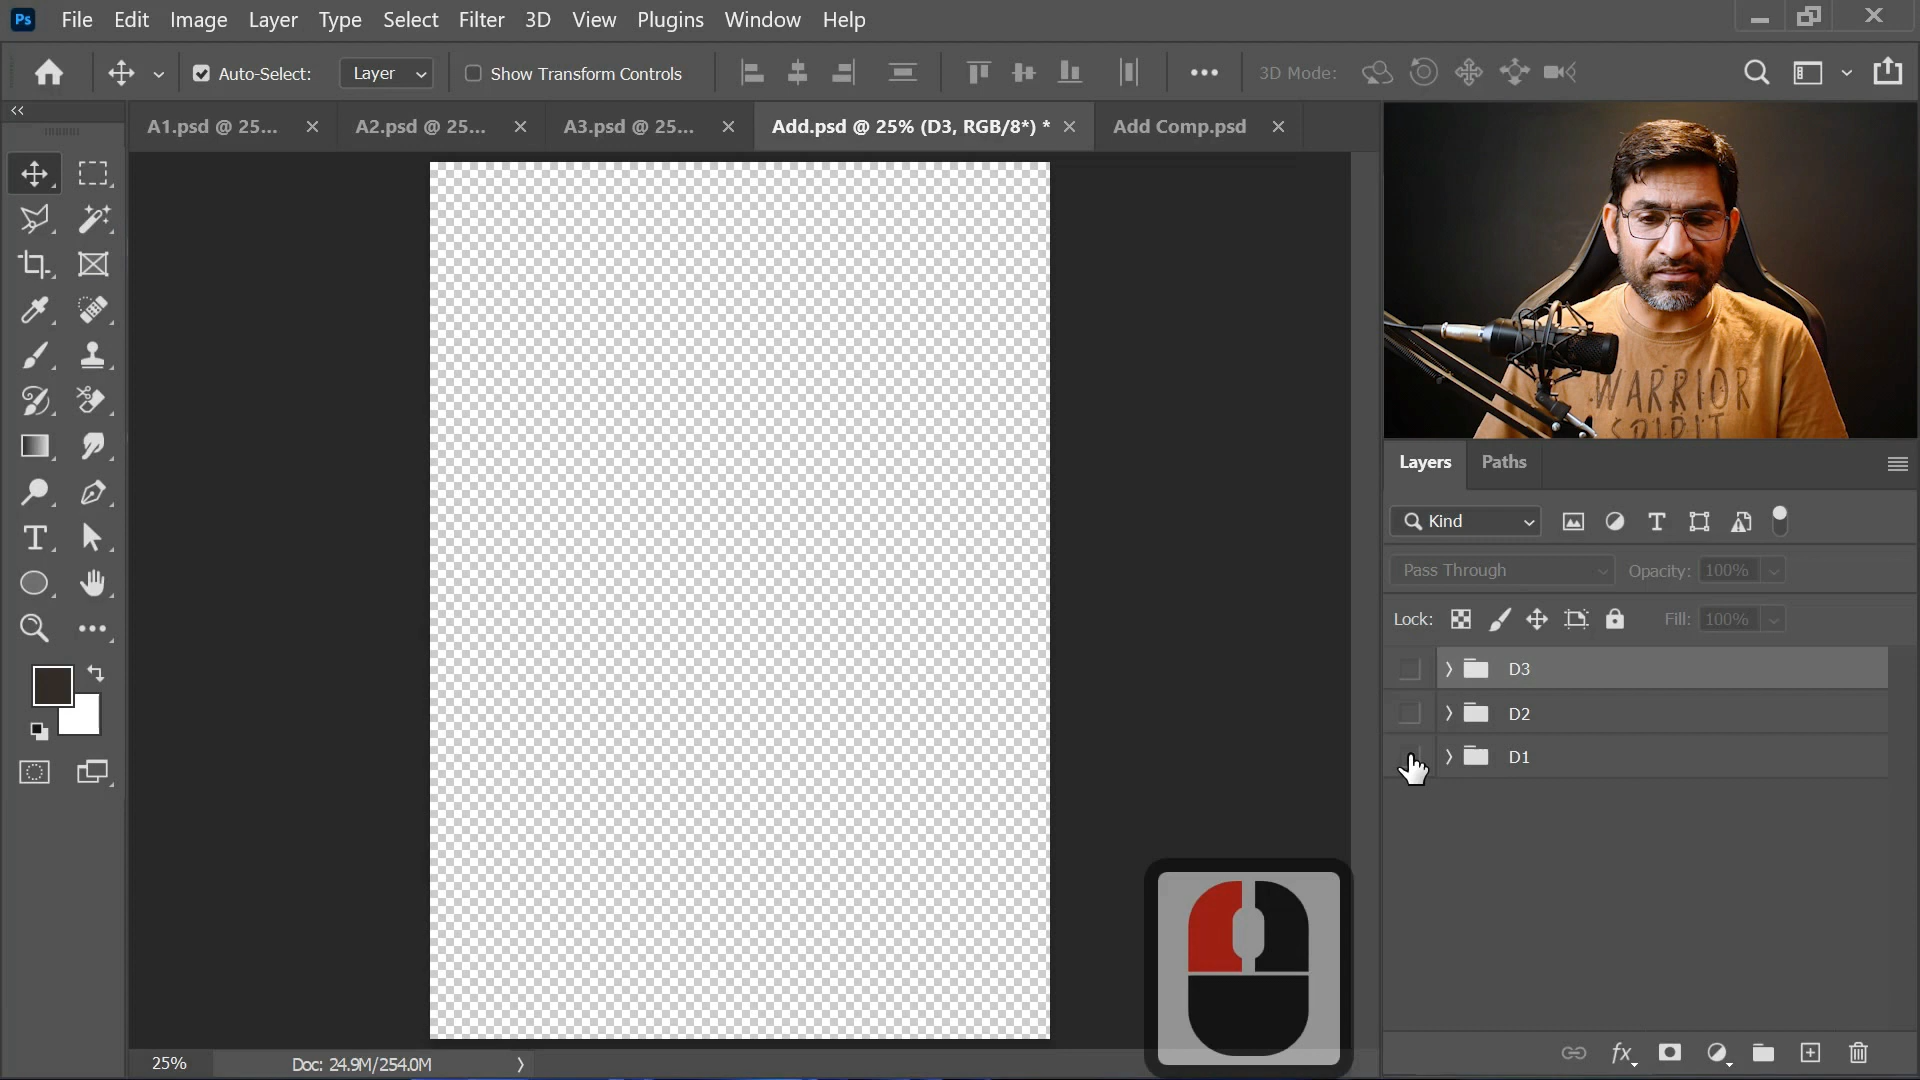 Ps File Edit Image Layer Type Select Filter 3D View Plugins Window Help
Auto-Select: Layer Show Transform Controls 3D Mode:
A1.psd @ 25... A2.psd @ 25... A3.psd @ 25... Add.psd @ 25% (D3, RGB/8*) * Add Comp.psd
WARRIOR
SPIRIT
Layers Paths
Kind
Pass Through Opacity: 100%
Lock: Fill: 100%
D3
D2
D1
fx
25% Doc: 24.9M/254.0M